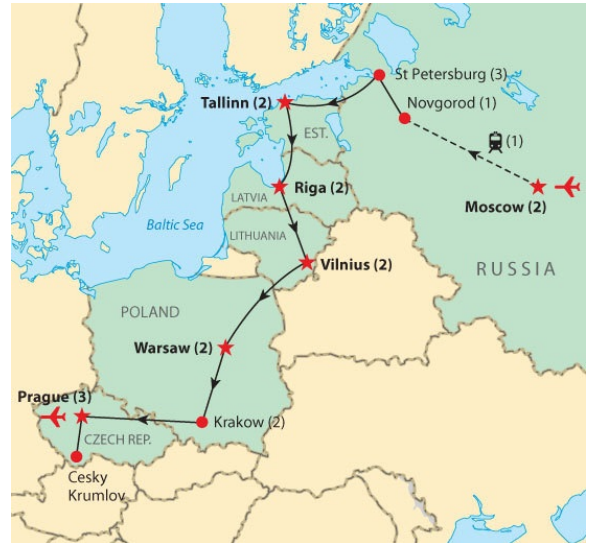 St Petersburg (3)
Tallinn (2)
Novgorod (1)
EST.
(1)
Riga (2)
LATVIA
Moscow (2)
Baltic Sea
LITHUANIA
Vilnius (2)
RUSSIA
POLAND
Warsaw (2)
Prague (3)
Krakow (2)
CZECH REP.
Cesky
Krumlov